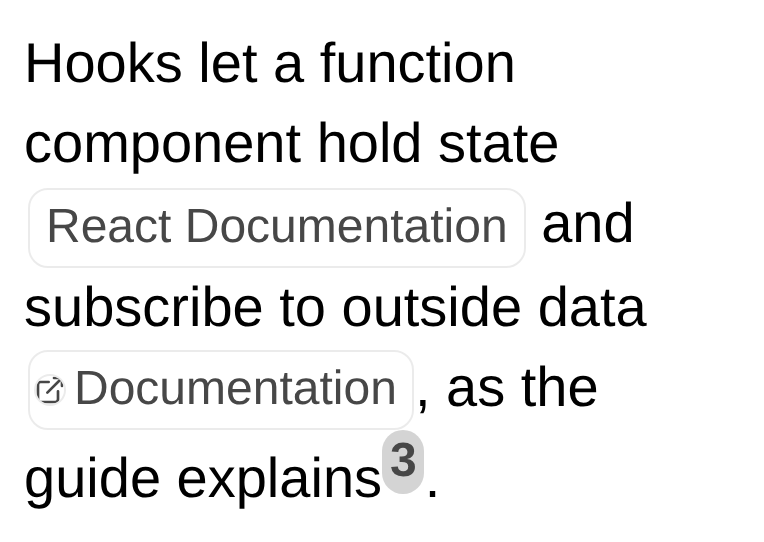 Hooks let a function
component hold state
React Documentation and
subscribe to outside data
Documentation , as the
guide explains3.